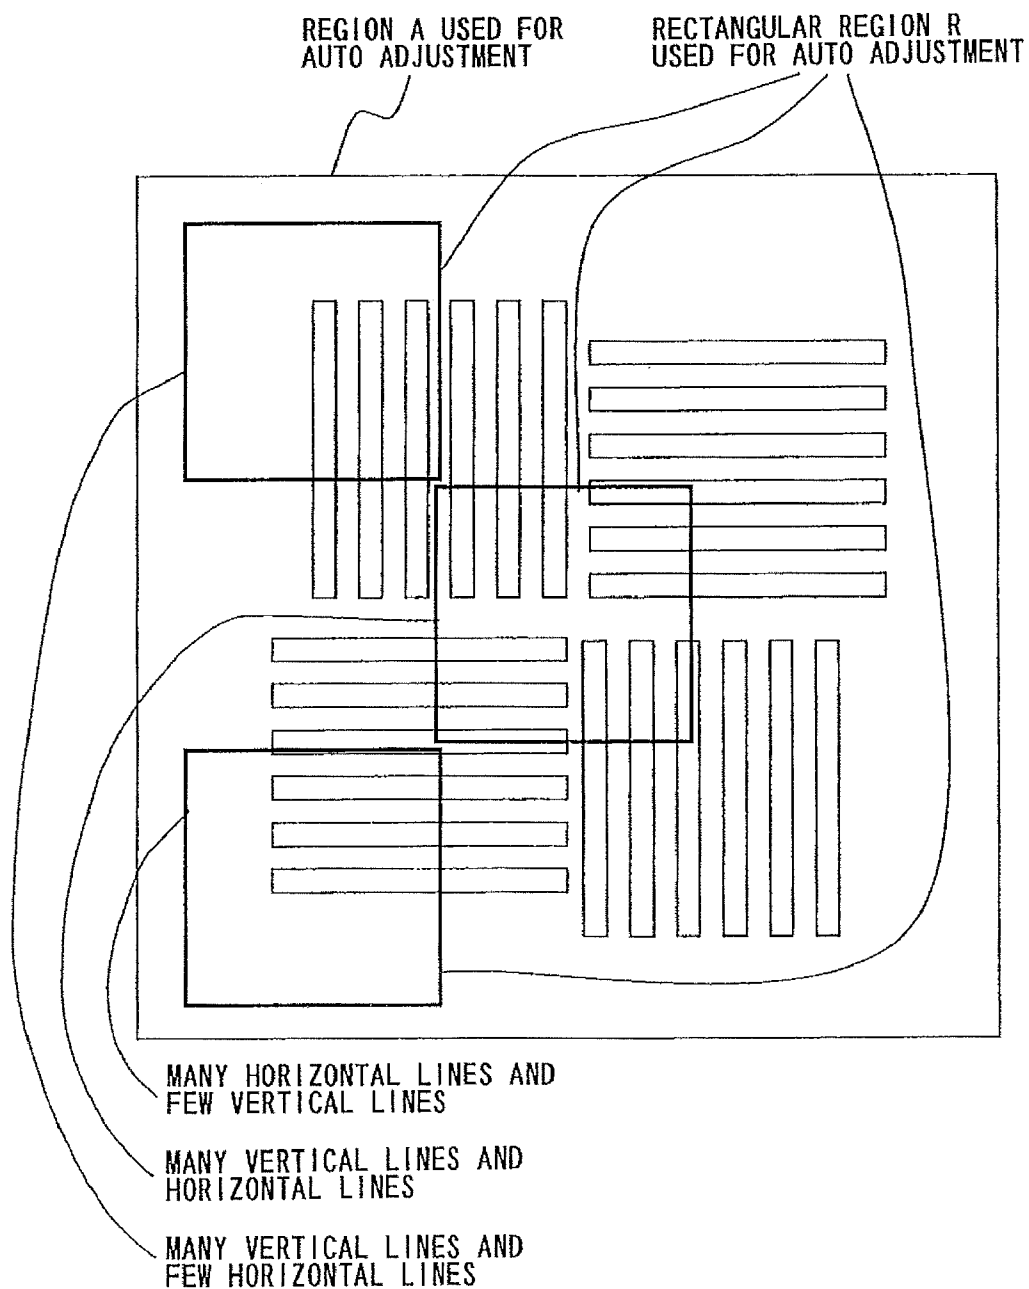 REGION A USED FOR
AUTO ADJUSTMENT
RECTANGULAR REGION R
USED FOR AUTO ADJUSTMENT
MANY HORIZONTAL LINES AND
FEW VERTICAL LINES
MANY VERTICAL LINES AND
HORIZONTAL LINES
MANY VERTICAL LINES AND
FEW HORIZONTAL LINES